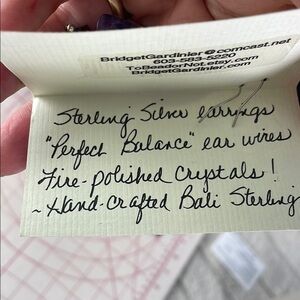 BridgetGardinier@comcast.net
603-583-5220
ToBeadorNot.etsy.com
BridgetGardinier.com
Sterling Silver earrings
"Perfect Balance" ear wires
Fire-polished Crystals!
~ Hand-crafted Bali Sterling